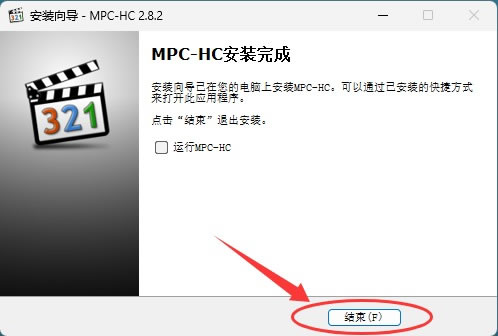 安装向导 - MPC-HC 2.8.2
MPC-HC安装完成
安装向导已在您的电脑上安装MPC-HC。可以通过已安装的快捷方式
来打开此应用程序。
点击“结束”退出安装。
运行MPC-HC
321
结束(F)